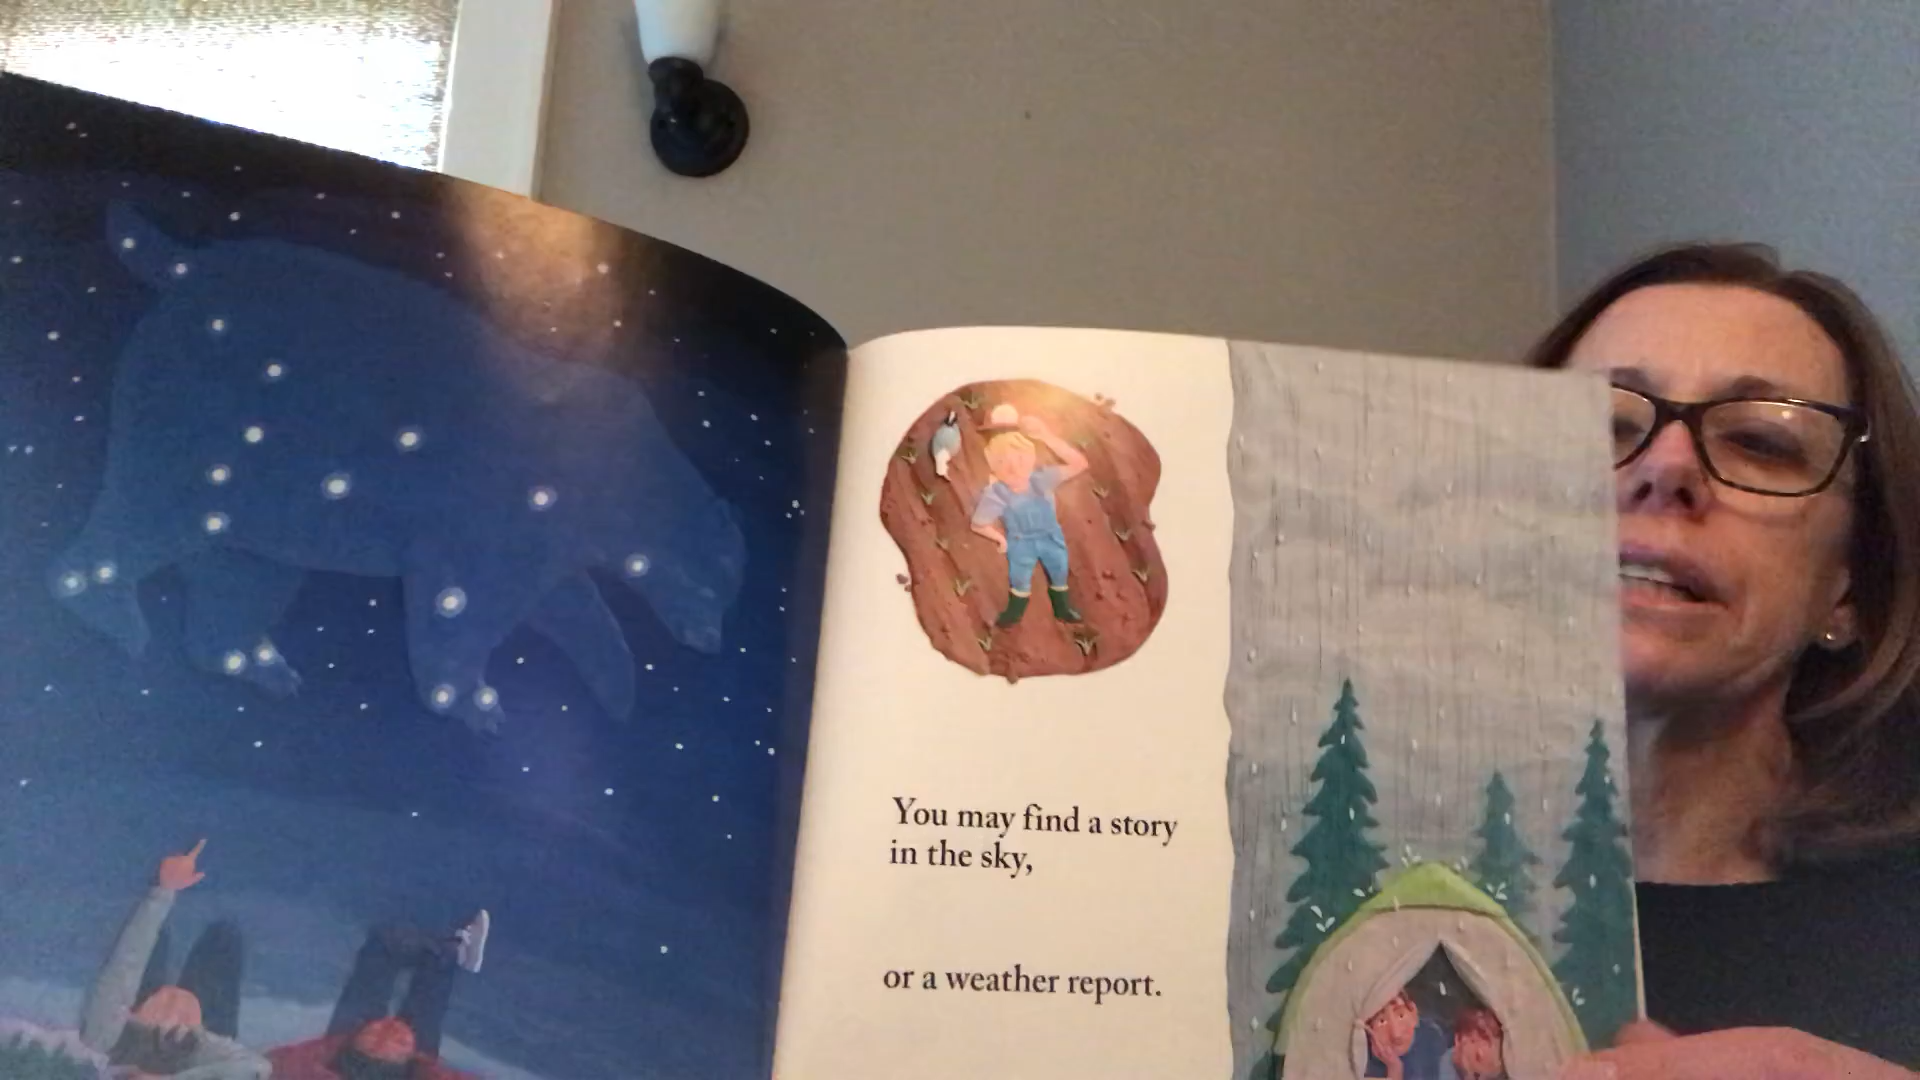 You may find a story
in the sky,
or a weather report.